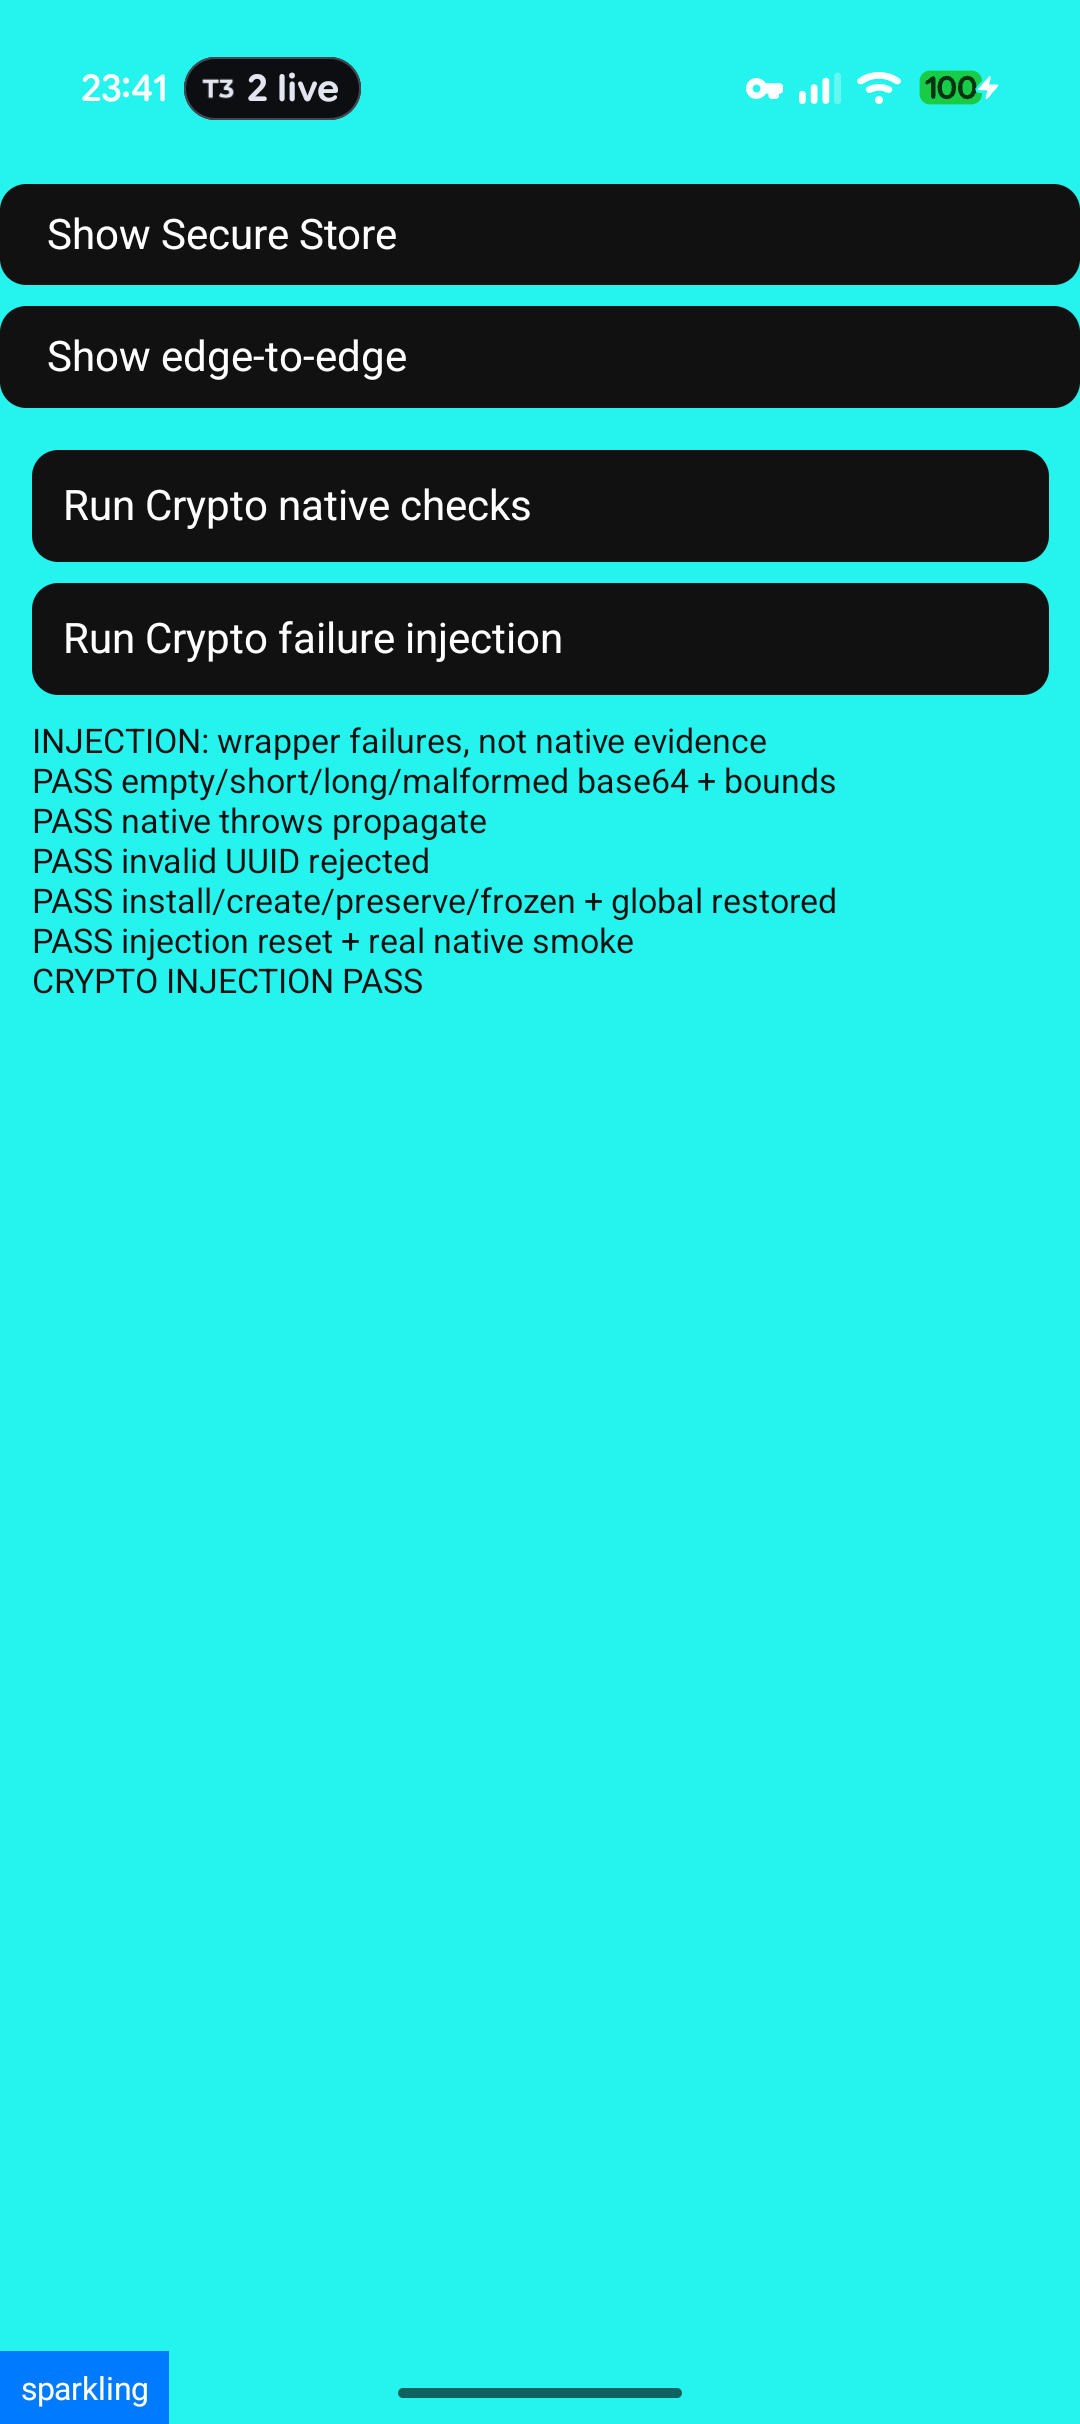 23:41 T3 2 live 100
Show Secure Store
Show edge-to-edge
Run Crypto native checks
Run Crypto failure injection
INJECTION: wrapper failures, not native evidence
PASS empty/short/long/malformed base64 + bounds
PASS native throws propagate
PASS invalid UUID rejected
PASS install/create/preserve/frozen + global restored
PASS injection reset + real native smoke
CRYPTO INJECTION PASS
sparkling